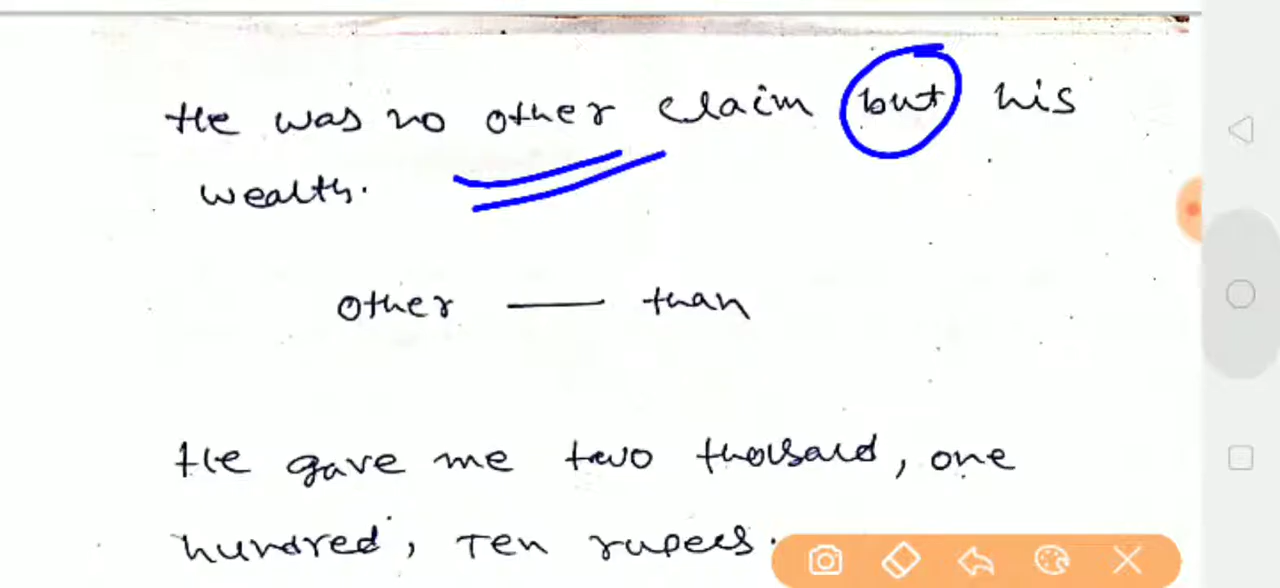 He was no other claim but his
wealth.
Other — than
He gave me two thousand, one
hundred, Ten rupees.